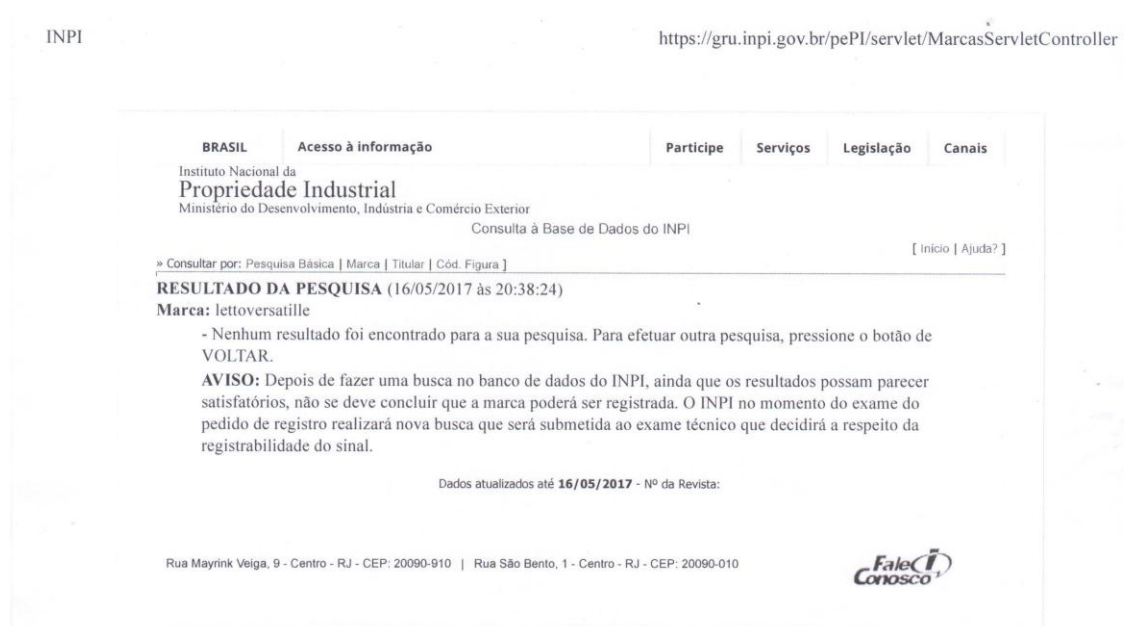 INPI
https://gru.inpi.gov.br/pePI/servlet/MarcasServletController
BRASIL Acesso à informação Participe Serviços Legislação Canais
Instituto Nacional da
Propriedade Industrial
Ministério do Desenvolvimento, Indústria e Comércio Exterior
Consulta à Base de Dados do INPI
[ Início | Ajuda? ]
» Consultar por: Pesquisa Básica | Marca | Titular | Cód. Figura ]
RESULTADO DA PESQUISA (16/05/2017 às 20:38:24)
Marca: lettoversatille
- Nenhum resultado foi encontrado para a sua pesquisa. Para efetuar outra pesquisa, pressione o botão de
VOLTAR.
AVISO: Depois de fazer uma busca no banco de dados do INPI, ainda que os resultados possam parecer
satisfatórios, não se deve concluir que a marca poderá ser registrada. O INPI no momento do exame do
pedido de registro realizará nova busca que será submetida ao exame técnico que decidirá a respeito da
registrabilidade do sinal.
Dados atualizados até 16/05/2017 - Nº da Revista:
Rua Mayrink Veiga, 9 - Centro - RJ - CEP: 20090-910 | Rua São Bento, 1 - Centro - RJ - CEP: 20090-010
Fale
Conosco